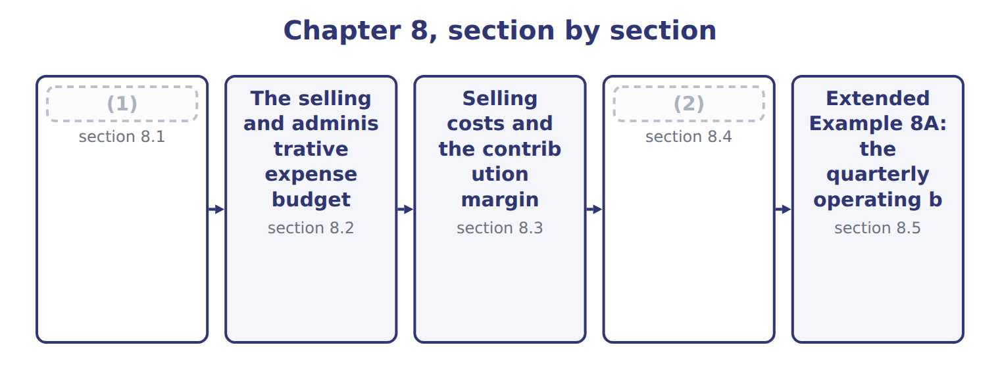 Chapter 8, section by section
(1)
section 8.1
The selling
and adminis
trative
expense
budget
section 8.2
Selling
costs and
the contrib
ution
margin
section 8.3
(2)
section 8.4
Extended
Example 8A:
the
quarterly
operating b
section 8.5